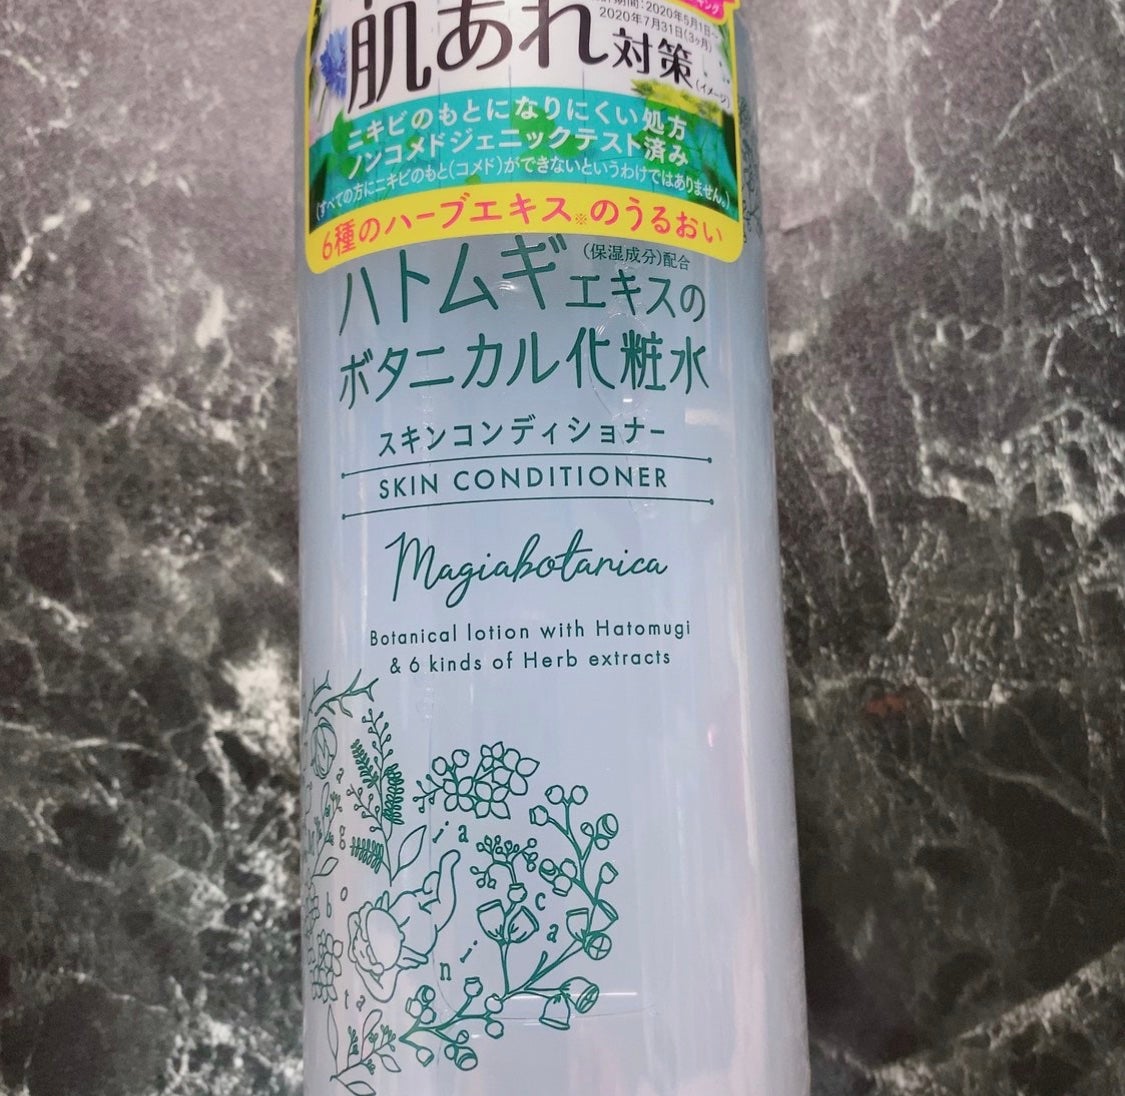 期間:2020年5月1日~
2020年7月31日(3ヶ月)
肌あれ対策
(イメージ)
ニキビのもとになりにくい処方
ノンコメドジェニックテスト済み
(すべての方にニキビのもと(コメド)ができないというわけではありません。)
6種のハーブエキス※のうるおい
(保湿成分)配合
ハトムギエキスの
ボタニカル化粧水
スキンコンディショナー
SKIN CONDITIONER
Magiabotanica
Botanical lotion with Hatomugi
& 6 kinds of Herb extracts
a g i a
b o t a n i c a